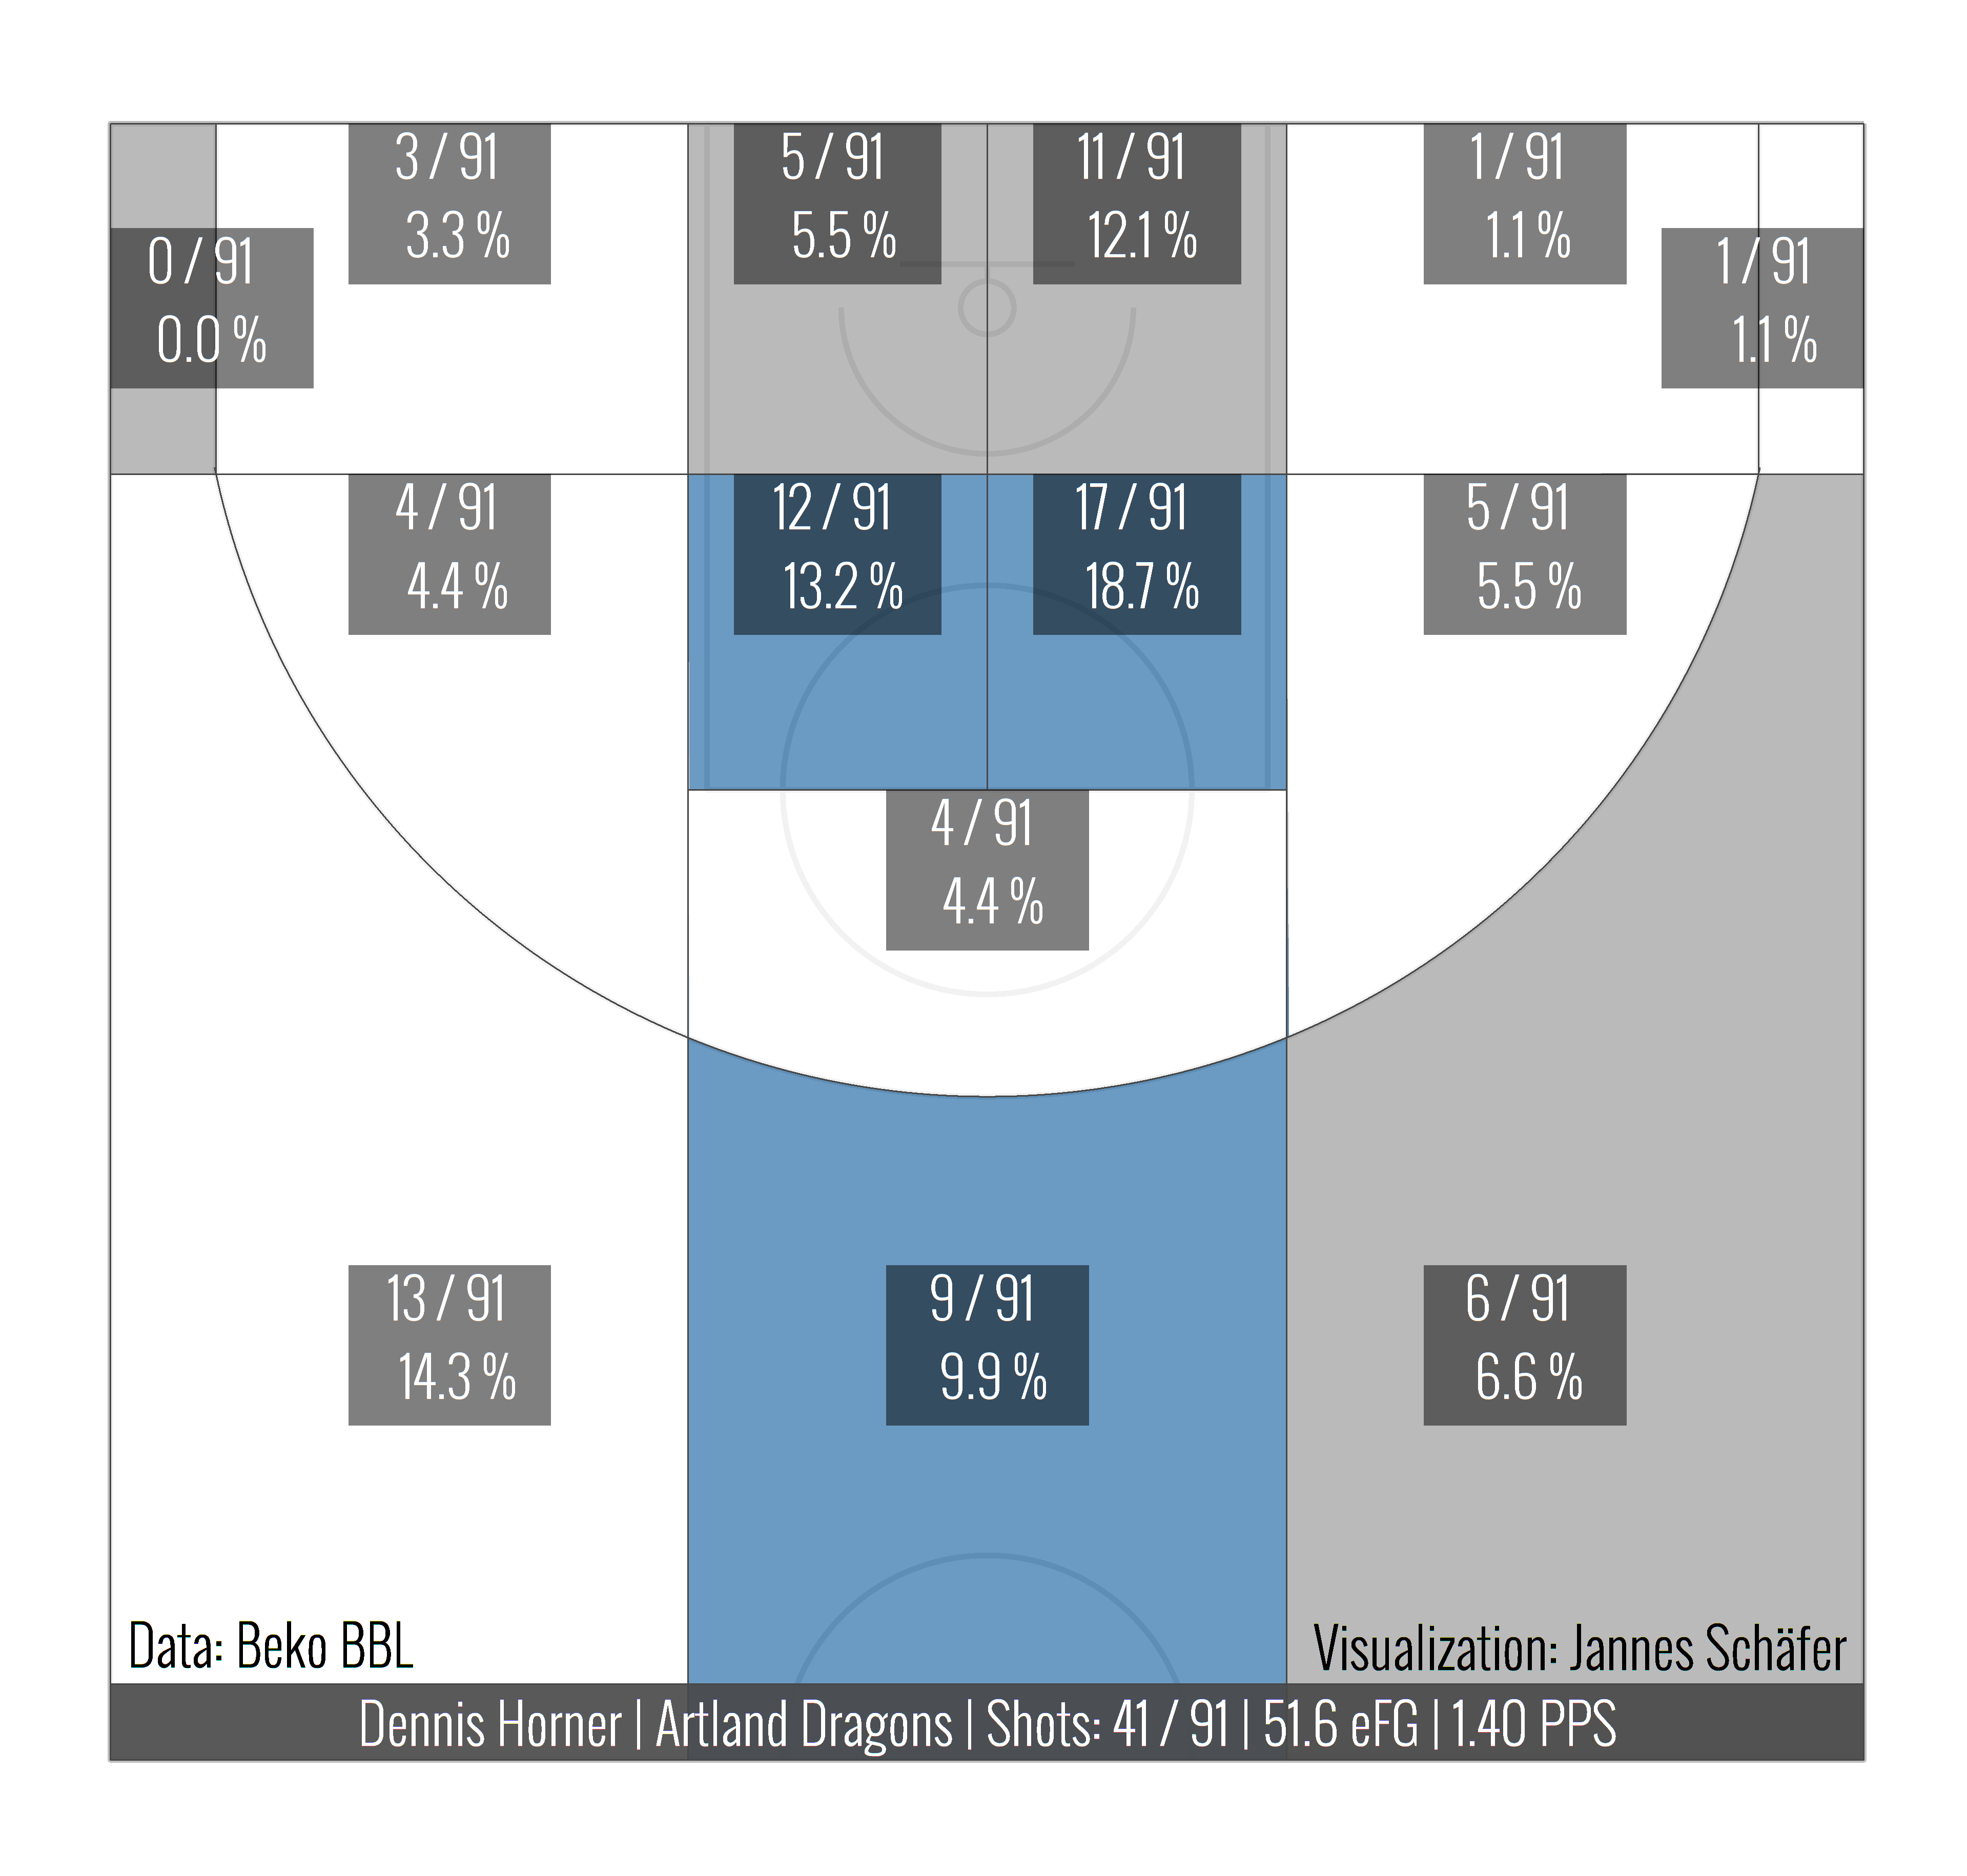 3 / 91
3.3 %
5 / 91
5.5 %
11 / 91
12.1 %
1 / 91
1.1 %
0 / 91
0.0 %
1 / 91
1.1 %
4 / 91
4.4 %
12 / 91
13.2 %
17 / 91
18.7 %
5 / 91
5.5 %
4 / 91
4.4 %
13 / 91
14.3 %
9 / 91
9.9 %
6 / 91
6.6 %
Data: Beko BBL
Visualization: Jannes Schäfer
Dennis Horner | Artland Dragons | Shots: 41 / 91 | 51.6 eFG | 1.40 PPS